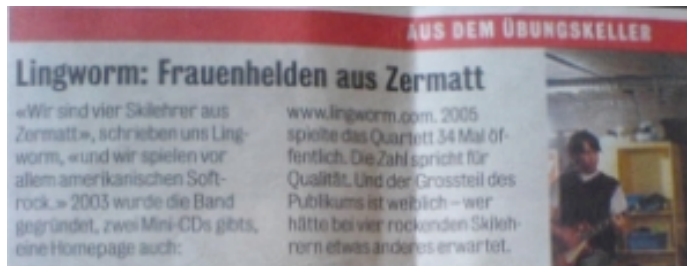 AUS DEM ÜBUNGSKELLER
Lingworm: Frauenhelden aus Zermatt
«Wir sind vier Skilehrer aus
Zermatt», schrieben uns Ling-
worm, «und wir spielen vor
allem amerikanischen Soft-
rock.» 2003 wurde die Band
gegründet, zwei Mini-CDs gibts,
eine Homepage auch:
www.lingworm.com. 2005
spielte das Quartett 34 Mal öf-
fentlich. Die Zahl spricht für
Qualität. Und der Grossteil des
Publikums ist weiblich – wer
hätte bei vier rockenden Skileh-
rern etwas anderes erwartet.